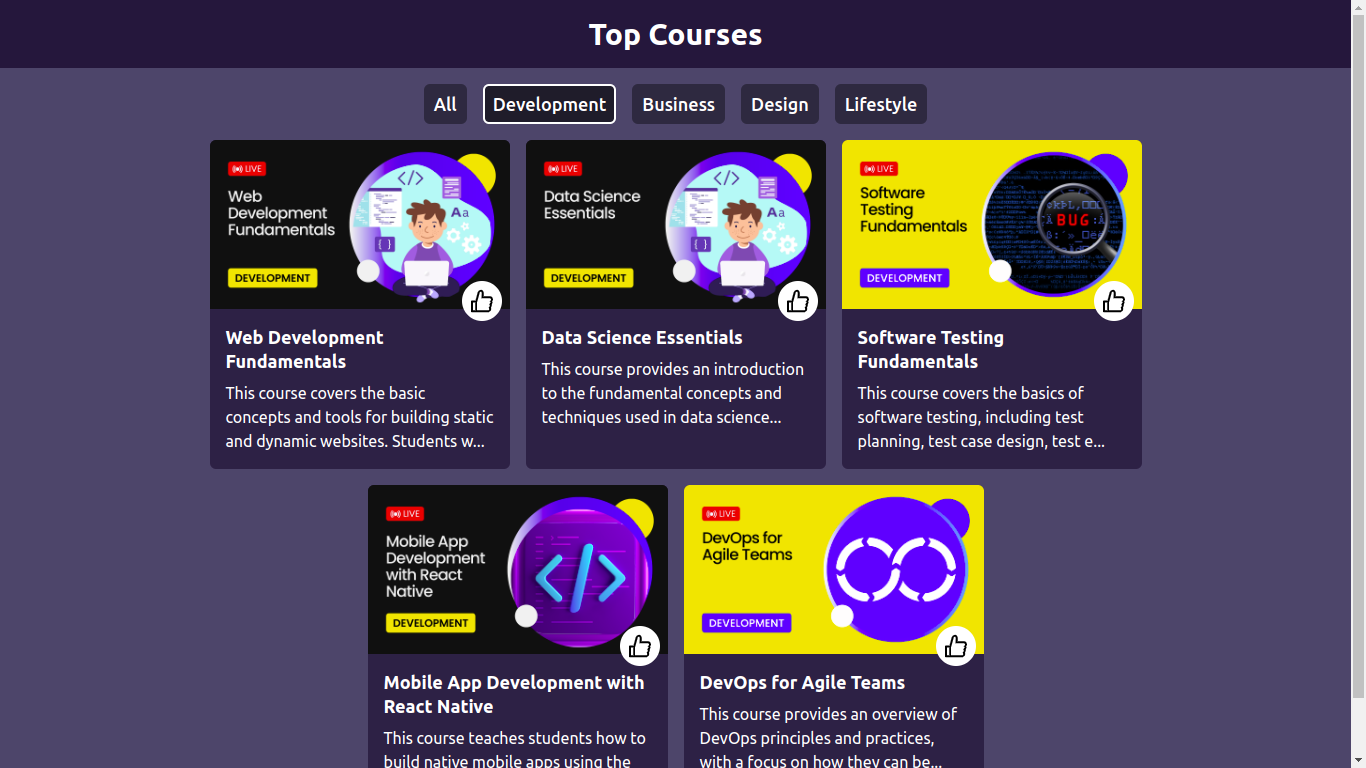 Top Courses
All
Development
Business
Design
Lifestyle
LIVE
Web
Development
Fundamentals
DEVELOPMENT
</>
Aa
{ }
Web Development
Fundamentals
This course covers the basic
concepts and tools for building static
and dynamic websites. Students w...
LIVE
Data Science
Essentials
DEVELOPMENT
</>
Aa
{ }
Data Science Essentials
This course provides an introduction
to the fundamental concepts and
techniques used in data science...
LIVE
Software
Testing
Fundamentals
DEVELOPMENT
BUG
Software Testing
Fundamentals
This course covers the basics of
software testing, including test
planning, test case design, test e...
LIVE
Mobile App
Development
with React
Native
DEVELOPMENT
</>
Mobile App Development with
React Native
This course teaches students how to
build native mobile apps using the
LIVE
DevOps for
Agile Teams
DEVELOPMENT
DevOps for Agile Teams
This course provides an overview of
DevOps principles and practices,
with a focus on how they can be...